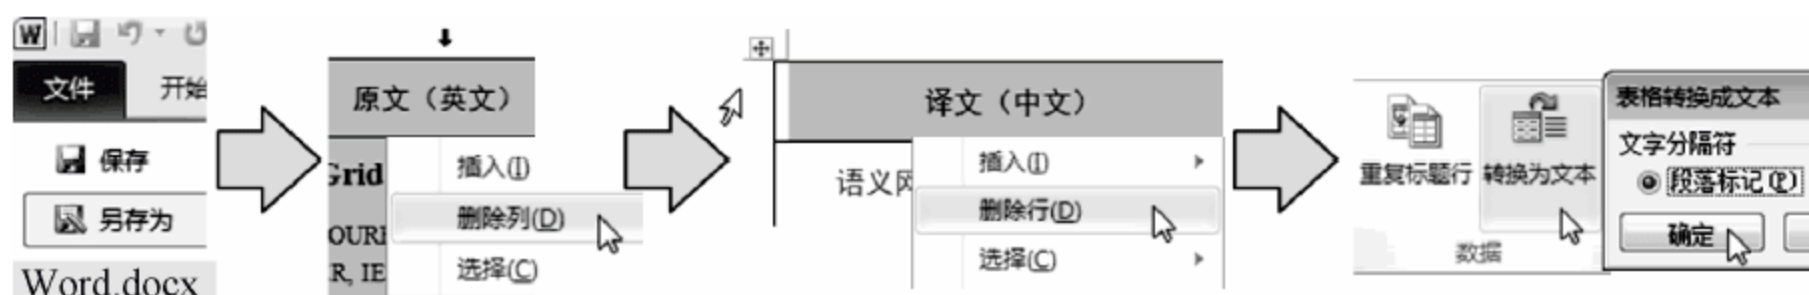 W
文件 开始
保存
另存为
Word.docx
原文（英文）
Grid
插入(I)
删除列(D)
选择(C)
OUR
R, IE
译文（中文）
语义网
插入(I)
删除行(D)
选择(C)
重复标题行 转换为文本
数据
表格转换成文本
文字分隔符
段落标记(P)
确定